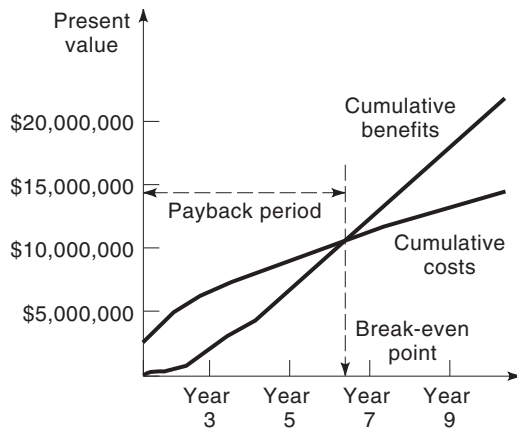 Present
value
$20,000,000
$15,000,000
$10,000,000
$5,000,000
Cumulative
benefits
Payback period
Cumulative
costs
Break-even
point
Year
3
Year
5
Year
7
Year
9